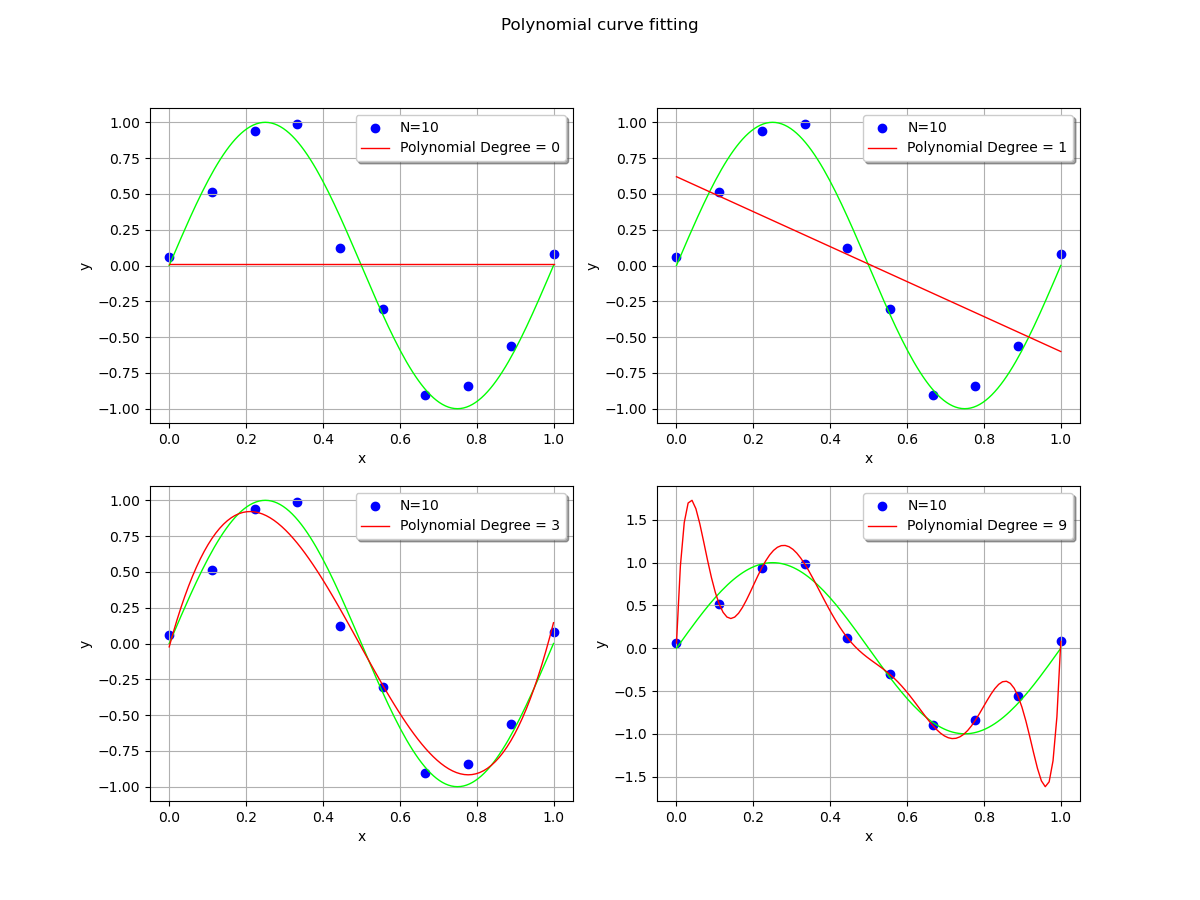 Polynomial curve fitting
N=10
Polynomial Degree = 0
1.00
0.75
0.50
0.25
0.00
−0.25
−0.50
−0.75
−1.00
y
0.0 0.2 0.4 0.6 0.8 1.0
x
N=10
Polynomial Degree = 1
1.00
0.75
0.50
0.25
0.00
−0.25
−0.50
−0.75
−1.00
y
0.0 0.2 0.4 0.6 0.8 1.0
x
N=10
Polynomial Degree = 3
1.00
0.75
0.50
0.25
0.00
−0.25
−0.50
−0.75
−1.00
y
0.0 0.2 0.4 0.6 0.8 1.0
x
N=10
Polynomial Degree = 9
1.5
1.0
0.5
0.0
−0.5
−1.0
−1.5
y
0.0 0.2 0.4 0.6 0.8 1.0
x